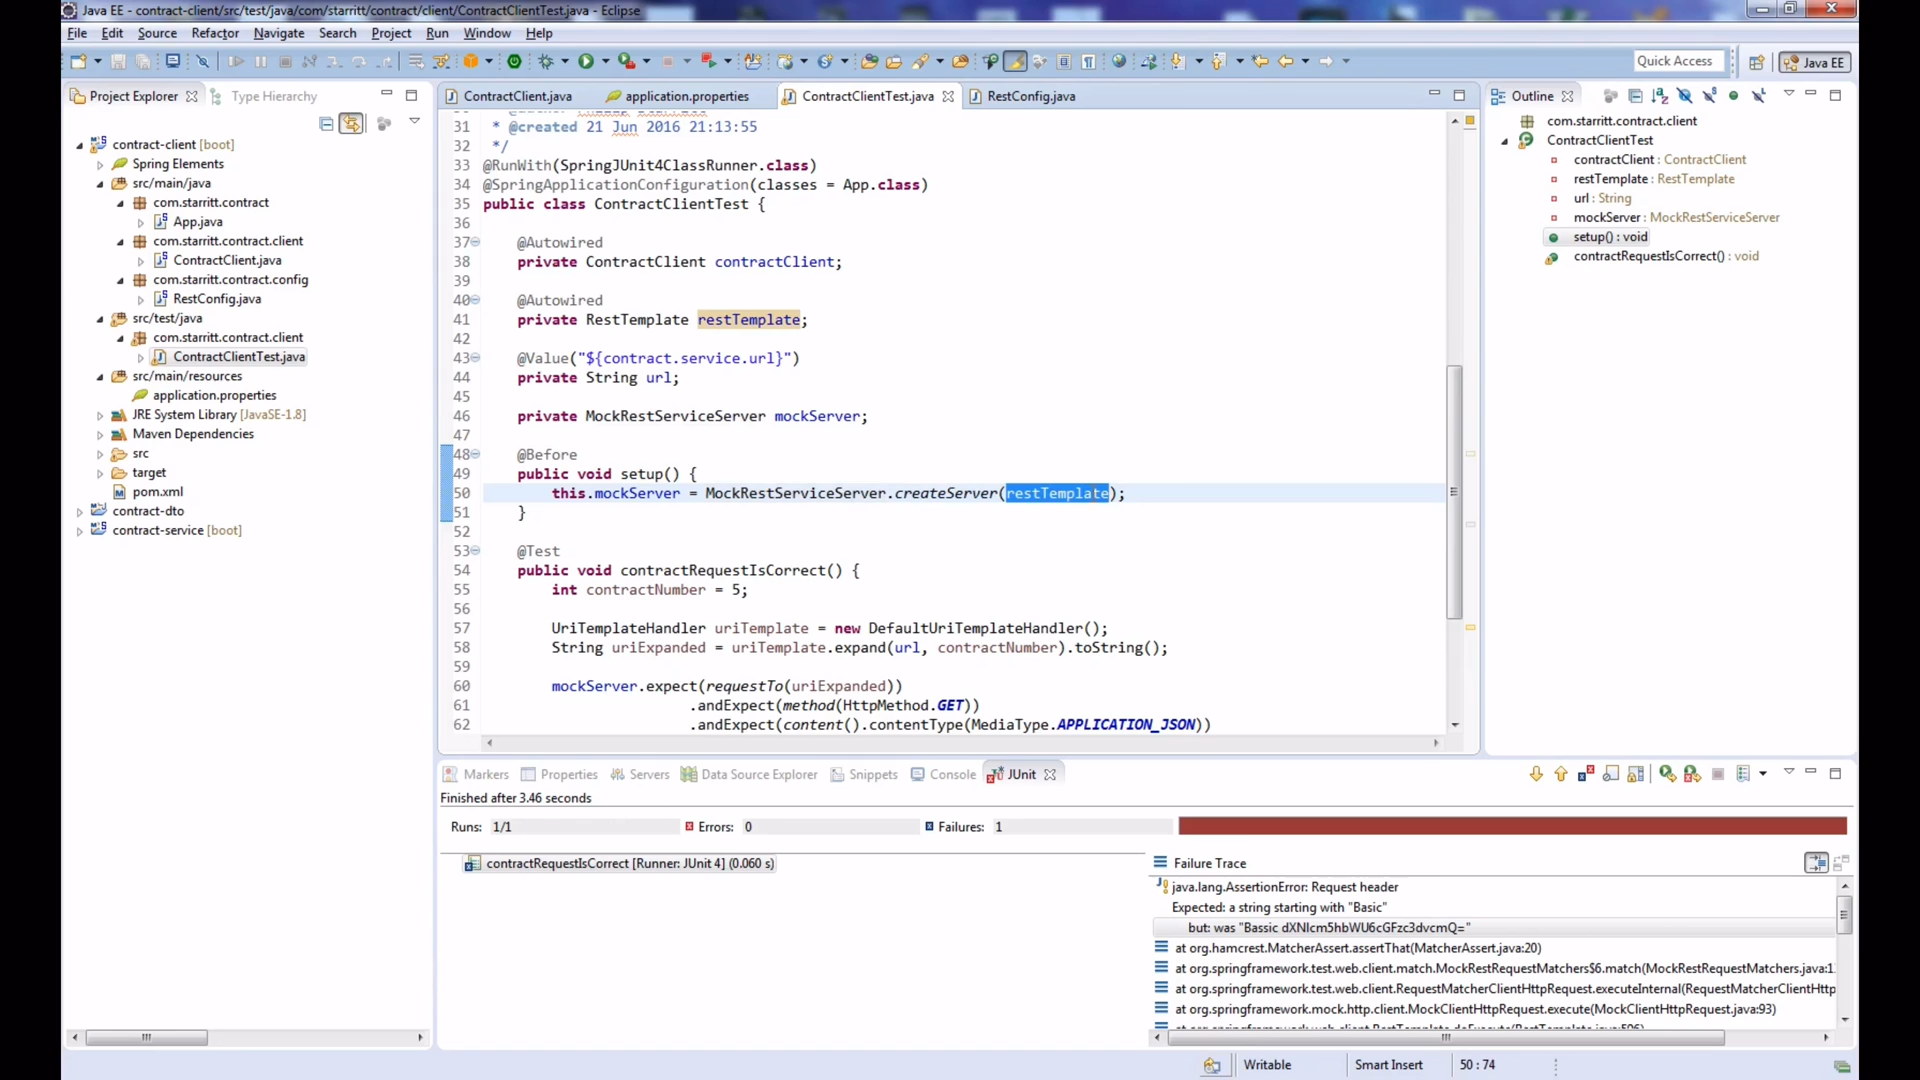 Java EE - contract-client/src/test/java/com/starritt/contract/client/ContractClientTest.java - Eclipse
File Edit Source Refactor Navigate Search Project Run Window Help
Quick Access
Java EE
Project Explorer
Type Hierarchy
contract-client [boot]
Spring Elements
src/main/java
com.starritt.contract
App.java
com.starritt.contract.client
ContractClient.java
com.starritt.contract.config
RestConfig.java
src/test/java
com.starritt.contract.client
ContractClientTest.java
src/main/resources
application.properties
JRE System Library [JavaSE-1.8]
Maven Dependencies
src
target
pom.xml
contract-dto
contract-service [boot]
ContractClient.java
application.properties
ContractClientTest.java
RestConfig.java
31 * @created 21 Jun 2016 21:13:55
32 */
33 @RunWith(SpringJUnit4ClassRunner.class)
34 @SpringApplicationConfiguration(classes = App.class)
35 public class ContractClientTest {
36
37 @Autowired
38 private ContractClient contractClient;
39
40 @Autowired
41 private RestTemplate restTemplate;
42
43 @Value("${contract.service.url}")
44 private String url;
45
46 private MockRestServiceServer mockServer;
47
48 @Before
49 public void setup() {
50 this.mockServer = MockRestServiceServer.createServer(restTemplate);
51 }
52
53 @Test
54 public void contractRequestIsCorrect() {
55 int contractNumber = 5;
56
57 UriTemplateHandler uriTemplate = new DefaultUriTemplateHandler();
58 String uriExpanded = uriTemplate.expand(url, contractNumber).toString();
59
60 mockServer.expect(requestTo(uriExpanded))
61 .andExpect(method(HttpMethod.GET))
62 .andExpect(content().contentType(MediaType.APPLICATION_JSON))
Outline
com.starritt.contract.client
ContractClientTest
contractClient : ContractClient
restTemplate : RestTemplate
url : String
mockServer : MockRestServiceServer
setup() : void
contractRequestIsCorrect() : void
Markers
Properties
Servers
Data Source Explorer
Snippets
Console
JUnit
Finished after 3.46 seconds
Runs: 1/1
Errors: 0
Failures: 1
contractRequestIsCorrect [Runner: JUnit 4] (0.060 s)
Failure Trace
java.lang.AssertionError: Request header
Expected: a string starting with "Basic"
but: was "Bassic dXNlcm5hbWU6cGFzc3dvcmQ="
at org.hamcrest.MatcherAssert.assertThat(MatcherAssert.java:20)
at org.springframework.test.web.client.match.MockRestRequestMatchers$6.match(MockRestRequestMatchers.java:1
at org.springframework.test.web.client.RequestMatcherClientHttpRequest.executeInternal(RequestMatcherClientHttp
at org.springframework.mock.http.client.MockClientHttpRequest.execute(MockClientHttpRequest.java:93)
Writable
Smart Insert
50 : 74